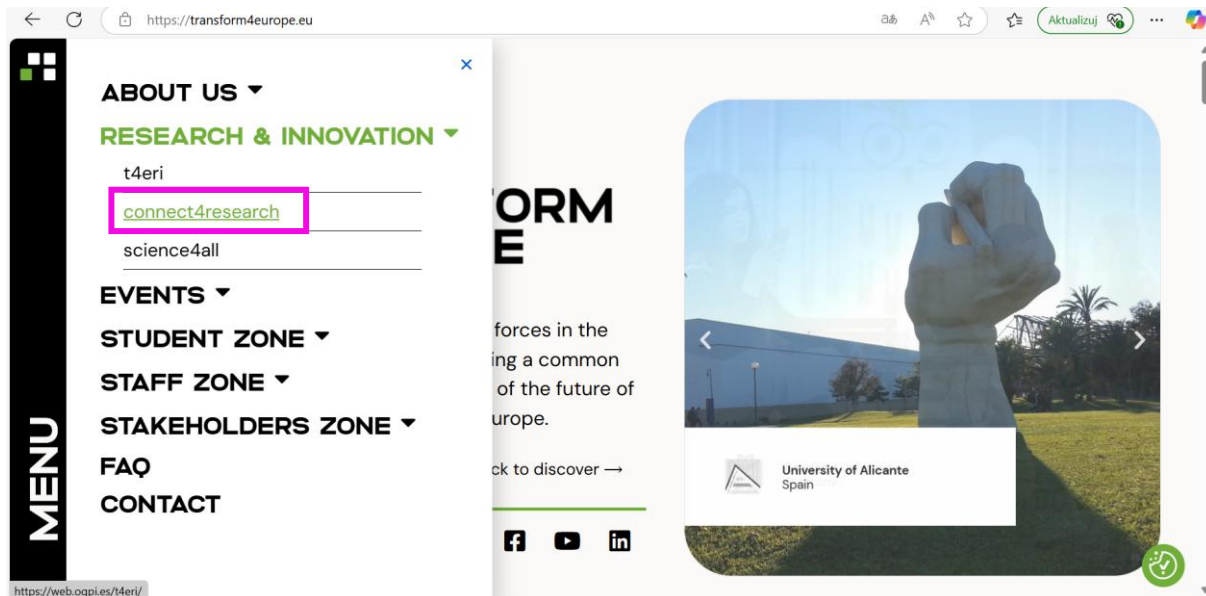 https://transform4europe.eu
Aktualizuj
ABOUT US
RESEARCH & INNOVATION
t4eri
connect4research
science4all
EVENTS
STUDENT ZONE
STAFF ZONE
STAKEHOLDERS ZONE
FAQ
CONTACT
MENU
ORM
E
forces in the
ing a common
of the future of
urope.
ck to discover →
University of Alicante
Spain
https://web.ogpi.es/t4eri/